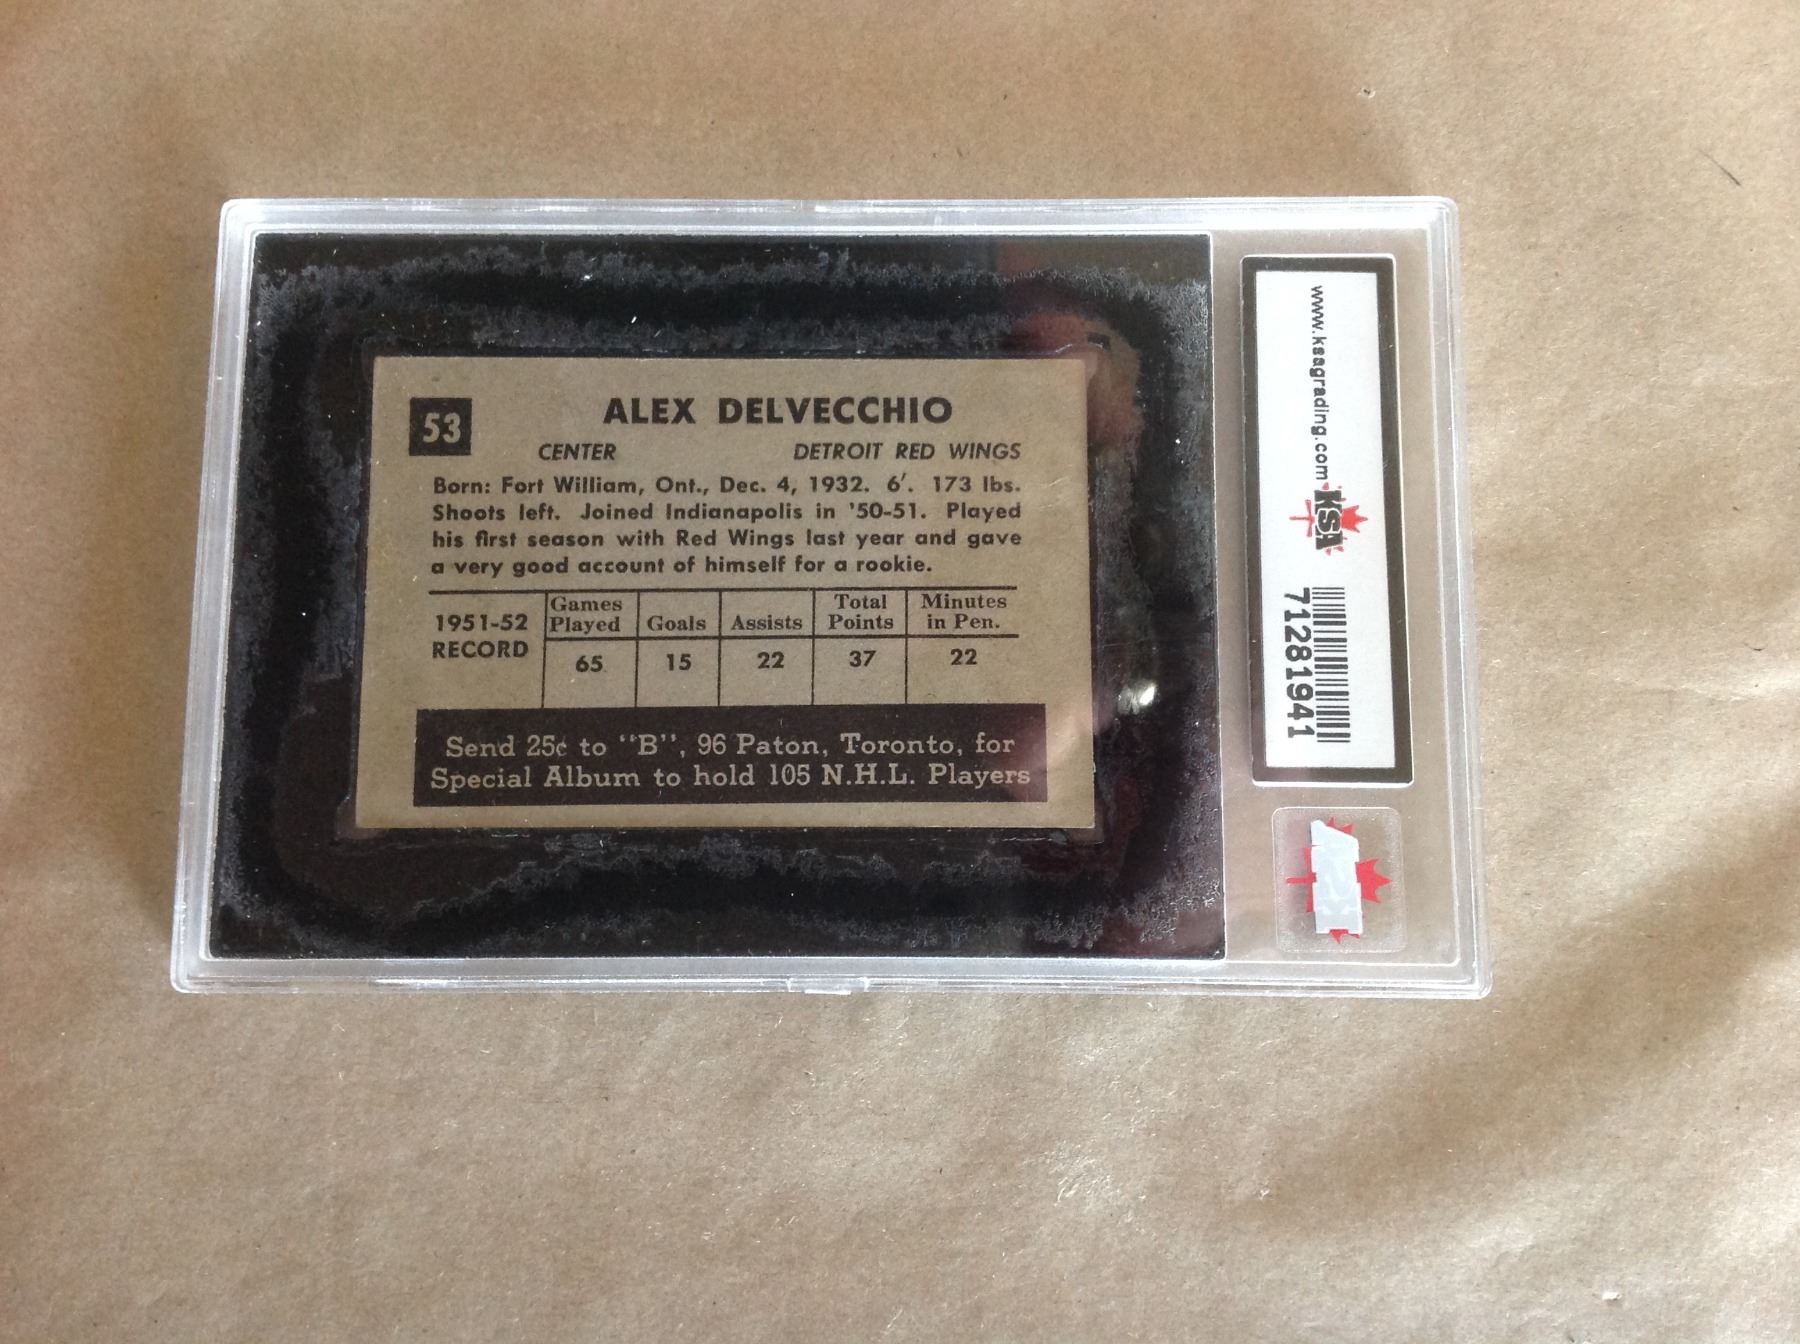 53
ALEX DELVECCHIO
CENTER DETROIT RED WINGS
Born: Fort William, Ont., Dec. 4, 1932. 6'. 173 lbs.
Shoots left. Joined Indianapolis in '50-51. Played
his first season with Red Wings last year and gave
a very good account of himself for a rookie.
1951-52 RECORD
Games Played Goals Assists Total Points Minutes in Pen.
65 15 22 37 22
Send 25¢ to "B", 96 Paton, Toronto, for
Special Album to hold 105 N.H.L. Players
www.ksagrading.com
KSA
71281941